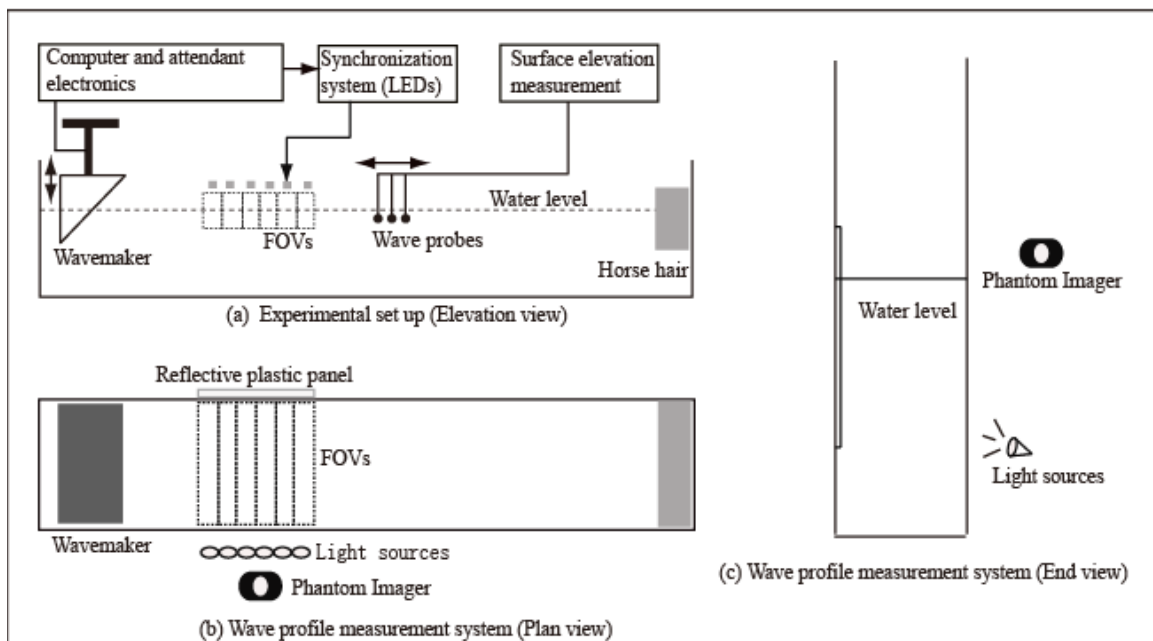 Computer and attendant
electronics
Synchronization
system (LEDs)
Surface elevation
measurement
Water level
FOVs
Wave probes
Wavemaker
Horse hair
(a) Experimental set up (Elevation view)
Reflective plastic panel
FOVs
Wavemaker
Light sources
Phantom Imager
(b) Wave profile measurement system (Plan view)
Phantom Imager
Water level
Light sources
(c) Wave profile measurement system (End view)